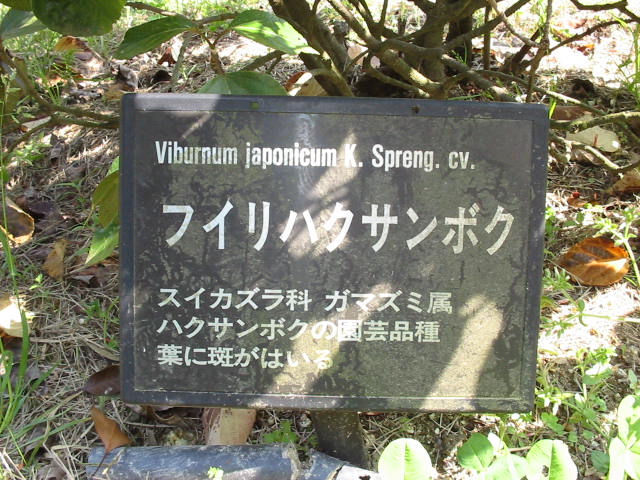 Viburnum japonicum K. Spreng. cv.
フイリハクサンボク
スイカズラ科 ガマズミ属
ハクサンボクの園芸品種
葉に斑がはいる